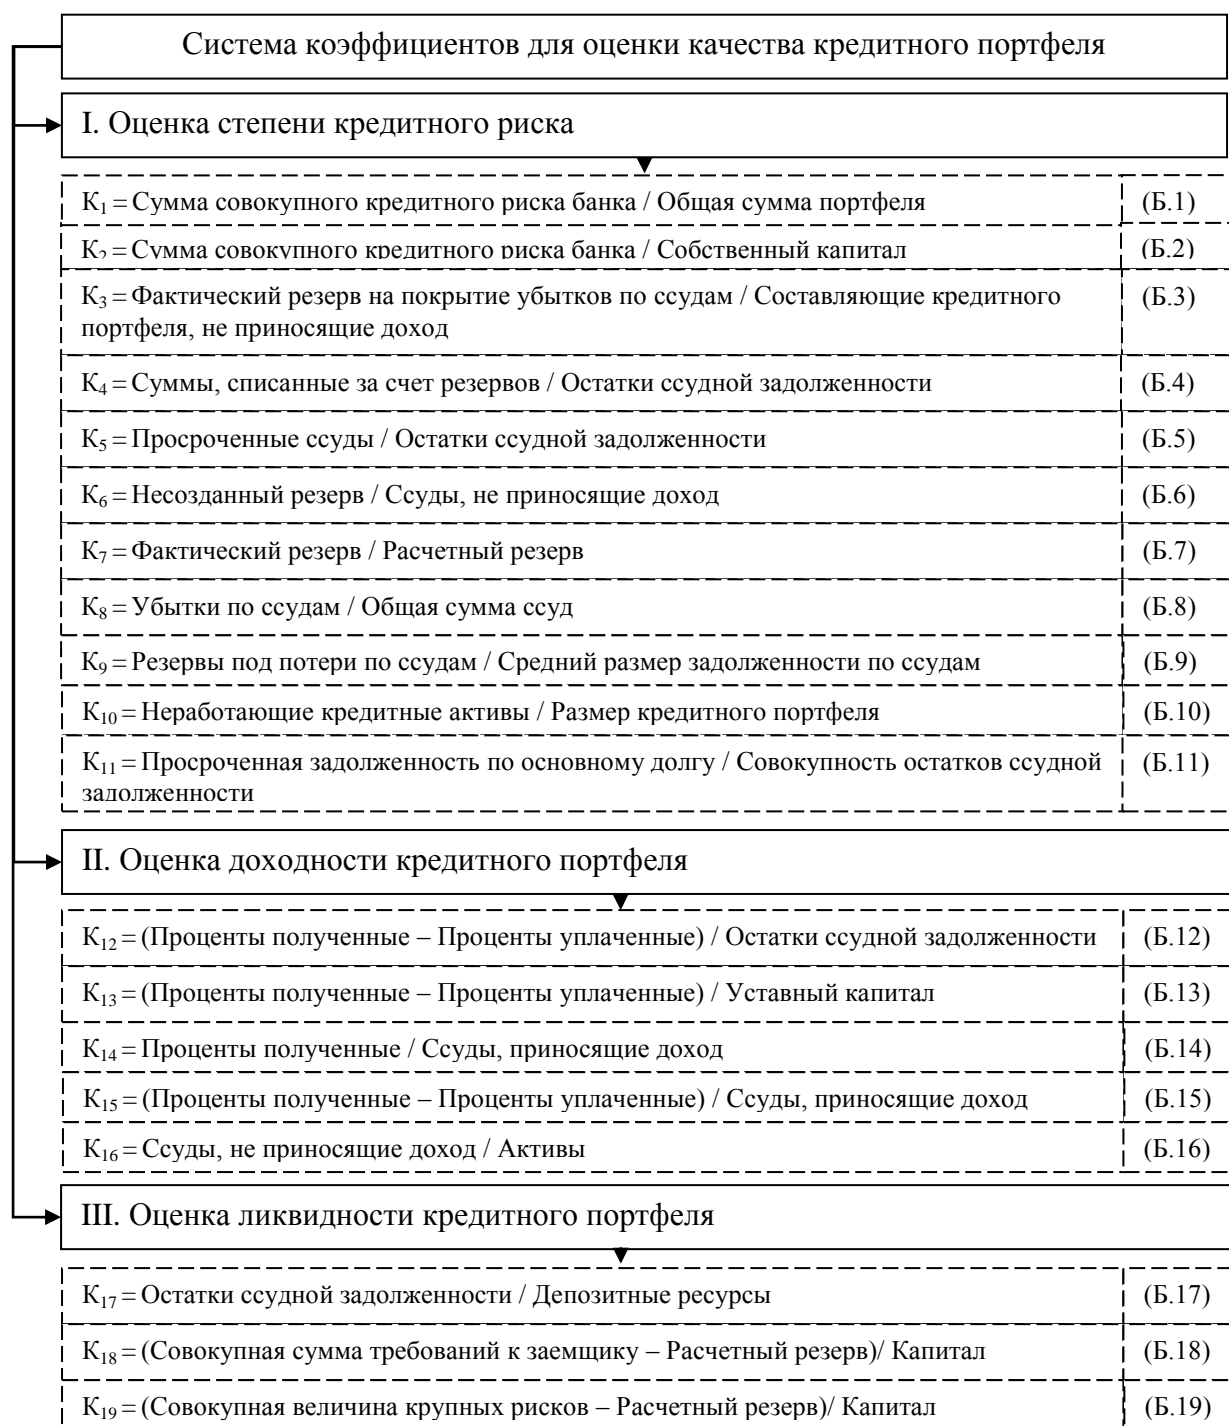 Система коэффициентов для оценки качества кредитного портфеля
I. Оценка степени кредитного риска
К₁ = Сумма совокупного кредитного риска банка / Общая сумма портфеля (Б.1)
К₂ = Сумма совокупного кредитного риска банка / Собственный капитал (Б.2)
К₃ = Фактический резерв на покрытие убытков по ссудам / Составляющие кредитного (Б.3)
портфеля, не приносящие доход
К₄ = Суммы, списанные за счет резервов / Остатки ссудной задолженности (Б.4)
К₅ = Просроченные ссуды / Остатки ссудной задолженности (Б.5)
К₆ = Несозданный резерв / Ссуды, не приносящие доход (Б.6)
К₇ = Фактический резерв / Расчетный резерв (Б.7)
К₈ = Убытки по ссудам / Общая сумма ссуд (Б.8)
К₉ = Резервы под потери по ссудам / Средний размер задолженности по ссудам (Б.9)
К₁₀ = Неработающие кредитные активы / Размер кредитного портфеля (Б.10)
К₁₁ = Просроченная задолженность по основному долгу / Совокупность остатков ссудной (Б.11)
задолженности
II. Оценка доходности кредитного портфеля
К₁₂ = (Проценты полученные – Проценты уплаченные) / Остатки ссудной задолженности (Б.12)
К₁₃ = (Проценты полученные – Проценты уплаченные) / Уставный капитал (Б.13)
К₁₄ = Проценты полученные / Ссуды, приносящие доход (Б.14)
К₁₅ = (Проценты полученные – Проценты уплаченные) / Ссуды, приносящие доход (Б.15)
К₁₆ = Ссуды, не приносящие доход / Активы (Б.16)
III. Оценка ликвидности кредитного портфеля
К₁₇ = Остатки ссудной задолженности / Депозитные ресурсы (Б.17)
К₁₈ = (Совокупная сумма требований к заемщику – Расчетный резерв)/ Капитал (Б.18)
К₁₉ = (Совокупная величина крупных рисков – Расчетный резерв)/ Капитал (Б.19)